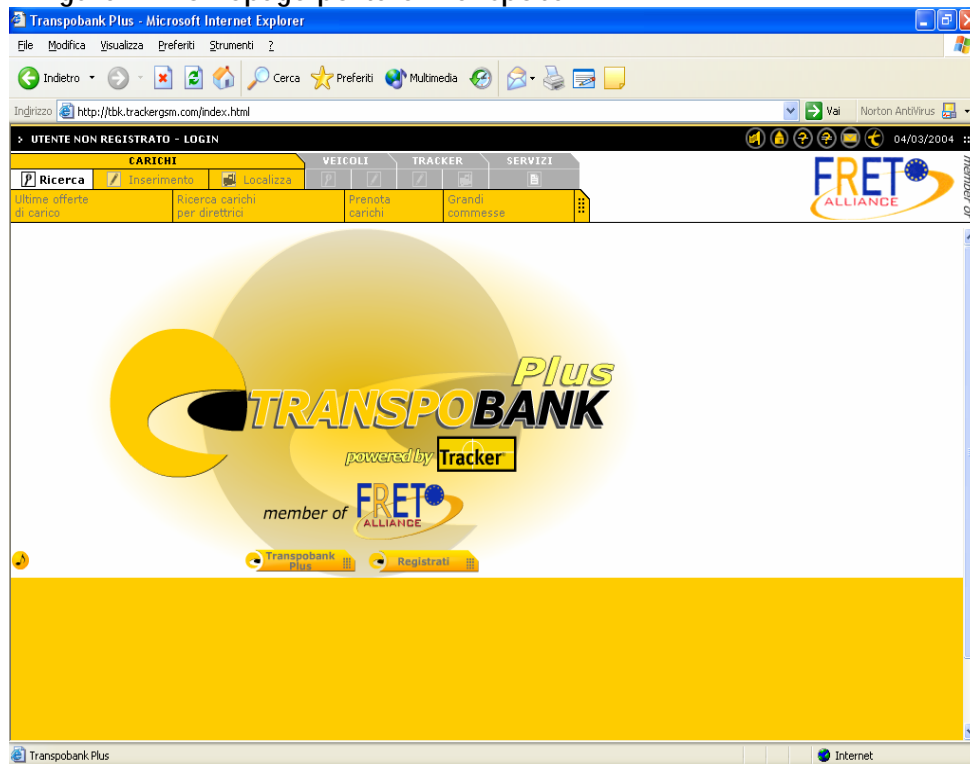 Transpobank Plus - Microsoft Internet Explorer
File Modifica Visualizza Preferiti Strumenti ?
Indietro Cerca Preferiti Multimedia
Indirizzo http://tbk.trackergsm.com/index.html Vai Norton AntiVirus
> UTENTE NON REGISTRATO - LOGIN 04/03/2004 ::
CARICHI VEICOLI TRACKER SERVIZI
Ricerca Inserimento Localizza
Ultime offerte di carico
Ricerca carichi per direttrici
Prenota carichi
Grandi commesse
FRET
ALLIANCE
member of
Plus
TRANSPOBANK
powered by Tracker
member of FRET
ALLIANCE
Transpobank Plus
Registrati
Transpobank Plus Internet